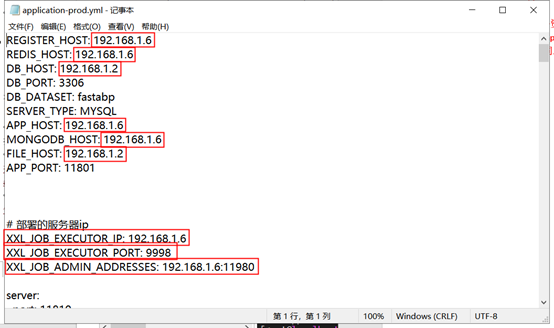 application-prod.yml - 记事本
文件(F) 编辑(E) 格式(O) 查看(V) 帮助(H)
REGISTER_HOST: 192.168.1.6
REDIS_HOST: 192.168.1.6
DB_HOST: 192.168.1.2
DB_PORT: 3306
DB_DATASET: fastabp
SERVER_TYPE: MYSQL
APP_HOST: 192.168.1.6
MONGODB_HOST: 192.168.1.6
FILE_HOST: 192.168.1.2
APP_PORT: 11801
# 部署的服务器ip
XXL_JOB_EXECUTOR_IP: 192.168.1.6
XXL_JOB_EXECUTOR_PORT: 9998
XXL_JOB_ADMIN_ADDRESSES: 192.168.1.6:11980
server:
第 1 行，第 1 列 100% Windows (CRLF) UTF-8